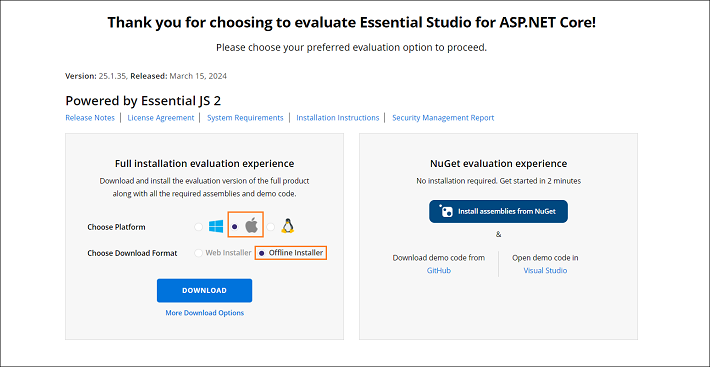 Thank you for choosing to evaluate Essential Studio for ASP.NET Core!
Please choose your preferred evaluation option to proceed.
Version: 25.1.35, Released: March 15, 2024
Powered by Essential JS 2
Release Notes | License Agreement | System Requirements | Installation Instructions | Security Management Report
Full installation evaluation experience
Download and install the evaluation version of the full product
along with all the required assemblies and demo code.
Choose Platform
Choose Download Format Web Installer Offline Installer
DOWNLOAD
More Download Options
NuGet evaluation experience
No installation required. Get started in 2 minutes
Install assemblies from NuGet
&
Download demo code from
GitHub
Open demo code in
Visual Studio